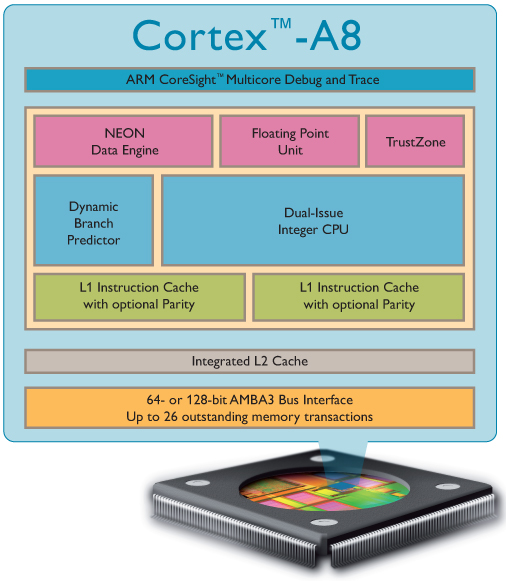 Cortex™-A8
ARM CoreSight™ Multicore Debug and Trace
NEON
Data Engine
Floating Point
Unit
TrustZone
Dynamic
Branch
Predictor
Dual-Issue
Integer CPU
L1 Instruction Cache
with optional Parity
L1 Instruction Cache
with optional Parity
Integrated L2 Cache
64- or 128-bit AMBA3 Bus Interface
Up to 26 outstanding memory transactions